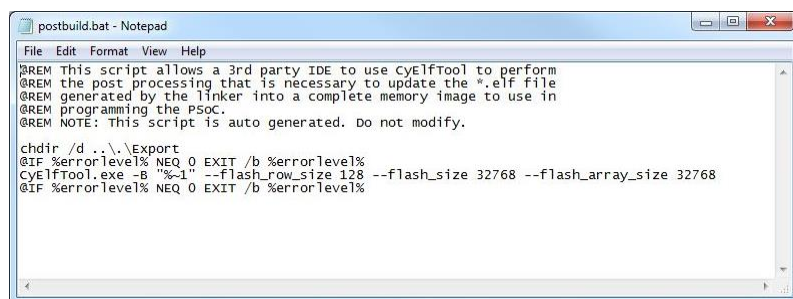 postbuild.bat - Notepad
File Edit Format View Help
@REM This script allows a 3rd party IDE to use CyElfTool to perform
@REM the post processing that is necessary to update the *.elf file
@REM generated by the linker into a complete memory image to use in
@REM programming the PSoC.
@REM NOTE: This script is auto generated. Do not modify.
chdir /d ..\.\Export
@IF %errorlevel% NEQ 0 EXIT /b %errorlevel%
CyElfTool.exe -B "%~1" --flash_row_size 128 --flash_size 32768 --flash_array_size 32768
@IF %errorlevel% NEQ 0 EXIT /b %errorlevel%